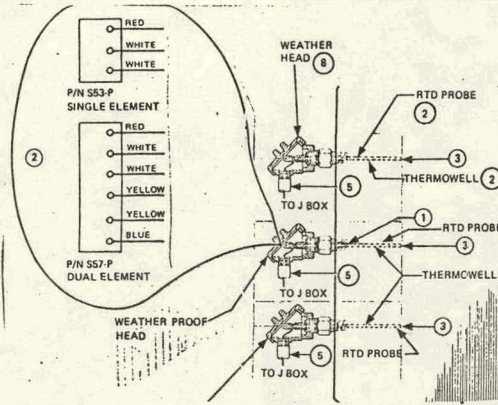 RED
WHITE
WHITE
P/N S53-P
SINGLE ELEMENT
RED
WHITE
WHITE
YELLOW
YELLOW
BLUE
P/N S57-P
DUAL ELEMENT
2
WEATHER
HEAD 8
RTD PROBE
2
3
THERMOWELL 2
5
TO J BOX
1
RTD PROBE
3
5
THERMOWELL
TO J BOX
WEATHER PROOF
HEAD
3
5
RTD PROBE
TO J BOX